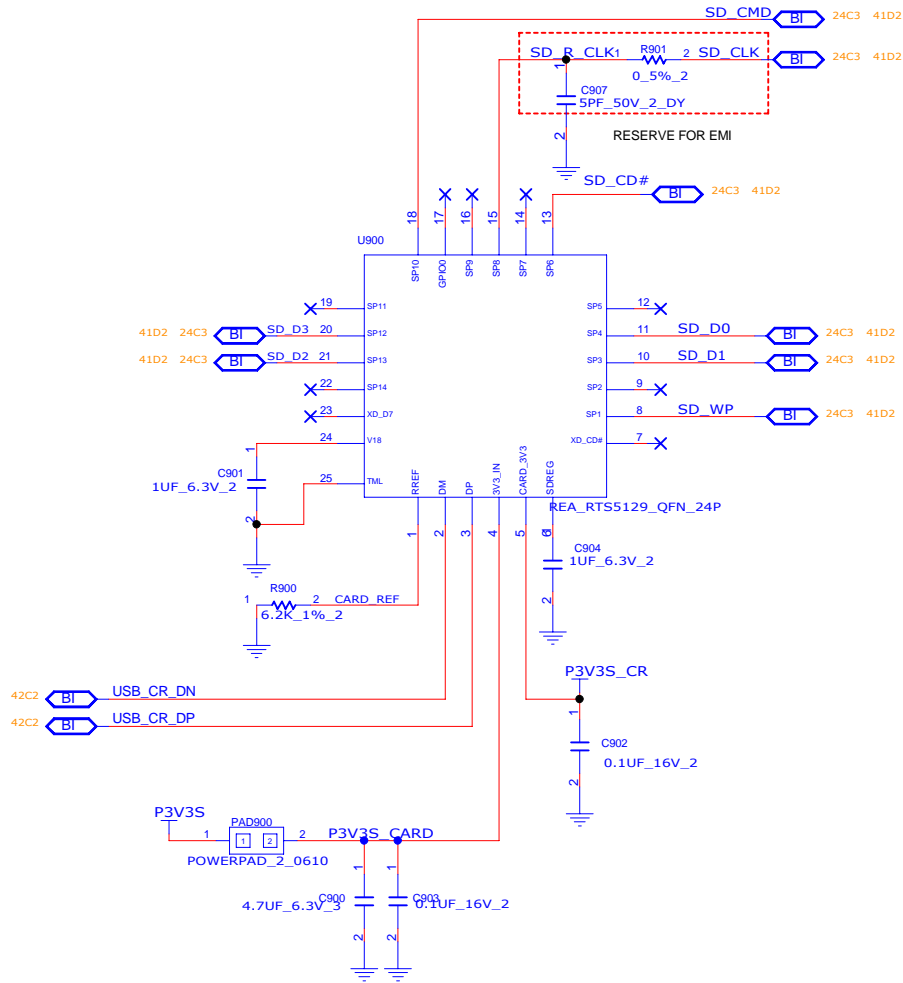 SD_CMD BI 24C3 41D2
SD_R_CLK 1 R901 2 SD_CLK BI 24C3 41D2
0_5%_2
1
C907
5PF_50V_2_DY
2
RESERVE FOR EMI
SD_CD# BI 24C3 41D2
18 17 16 15 14 13
U900
SP10 GPIO0 SP9 SP8 SP7 SP6
19 SP11 SP5 12
41D2 24C3 BI SD_D3 20 SP12 SP4 11 SD_D0 BI 24C3 41D2
41D2 24C3 BI SD_D2 21 SP13 SP3 10 SD_D1 BI 24C3 41D2
22 SP14 SP2 9
23 XD_D7 SP1 8 SD_WP BI 24C3 41D2
24 V18 XD_CD# 7
1
C901
1UF_6.3V_2
2
25 TML
RREF DM DP 3V3_IN CARD_3V3 SDREG
REA_RTS5129_QFN_24P
1 2 3 4 5 6
1
C904
1UF_6.3V_2
2
R900
1 2 CARD_REF
6.2K_1%_2
P3V3S_CR
42C2 BI USB_CR_DN
42C2 BI USB_CR_DP
1
C902
0.1UF_16V_2
2
P3V3S
PAD900
1 1 2 2 P3V3S_CARD
POWERPAD_2_0610
1 1
C900 C903
4.7UF_6.3V_3 0.1UF_16V_2
2 2